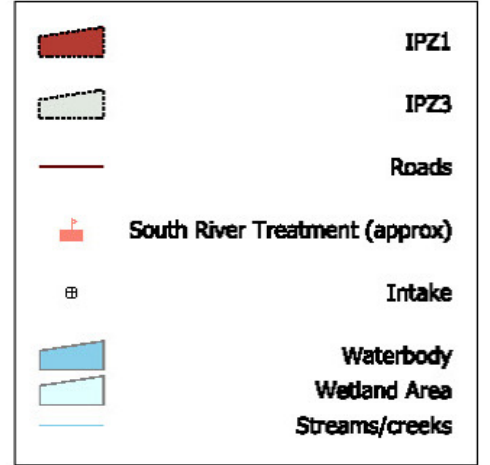 IPZ1
IPZ3
Roads
South River Treatment (approx)
Intake
Waterbody
Wetland Area
Streams/creeks